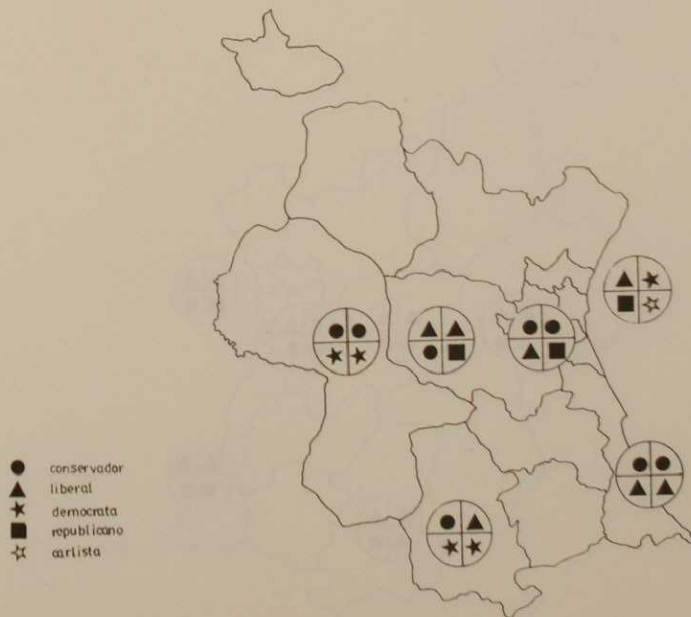 conservador
liberal
democrata
republicano
carlista